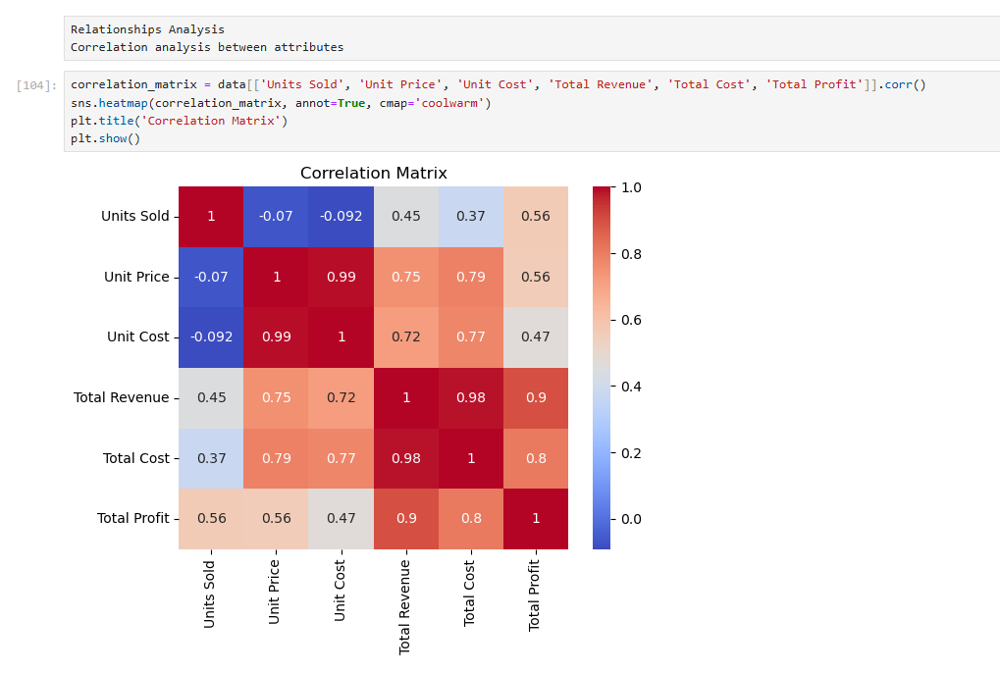 Relationships Analysis
Correlation analysis between attributes
[104]:
correlation_matrix = data[['Units Sold', 'Unit Price', 'Unit Cost', 'Total Revenue', 'Total Cost', 'Total Profit']].corr()
sns.heatmap(correlation_matrix, annot=True, cmap='coolwarm')
plt.title('Correlation Matrix')
plt.show()
Correlation Matrix
Units Sold 1 -0.07 -0.092 0.45 0.37 0.56
Unit Price -0.07 1 0.99 0.75 0.79 0.56
Unit Cost -0.092 0.99 1 0.72 0.77 0.47
Total Revenue 0.45 0.75 0.72 1 0.98 0.9
Total Cost 0.37 0.79 0.77 0.98 1 0.8
Total Profit 0.56 0.56 0.47 0.9 0.8 1
Units Sold
Unit Price
Unit Cost
Total Revenue
Total Cost
Total Profit
1.0
0.8
0.6
0.4
0.2
0.0